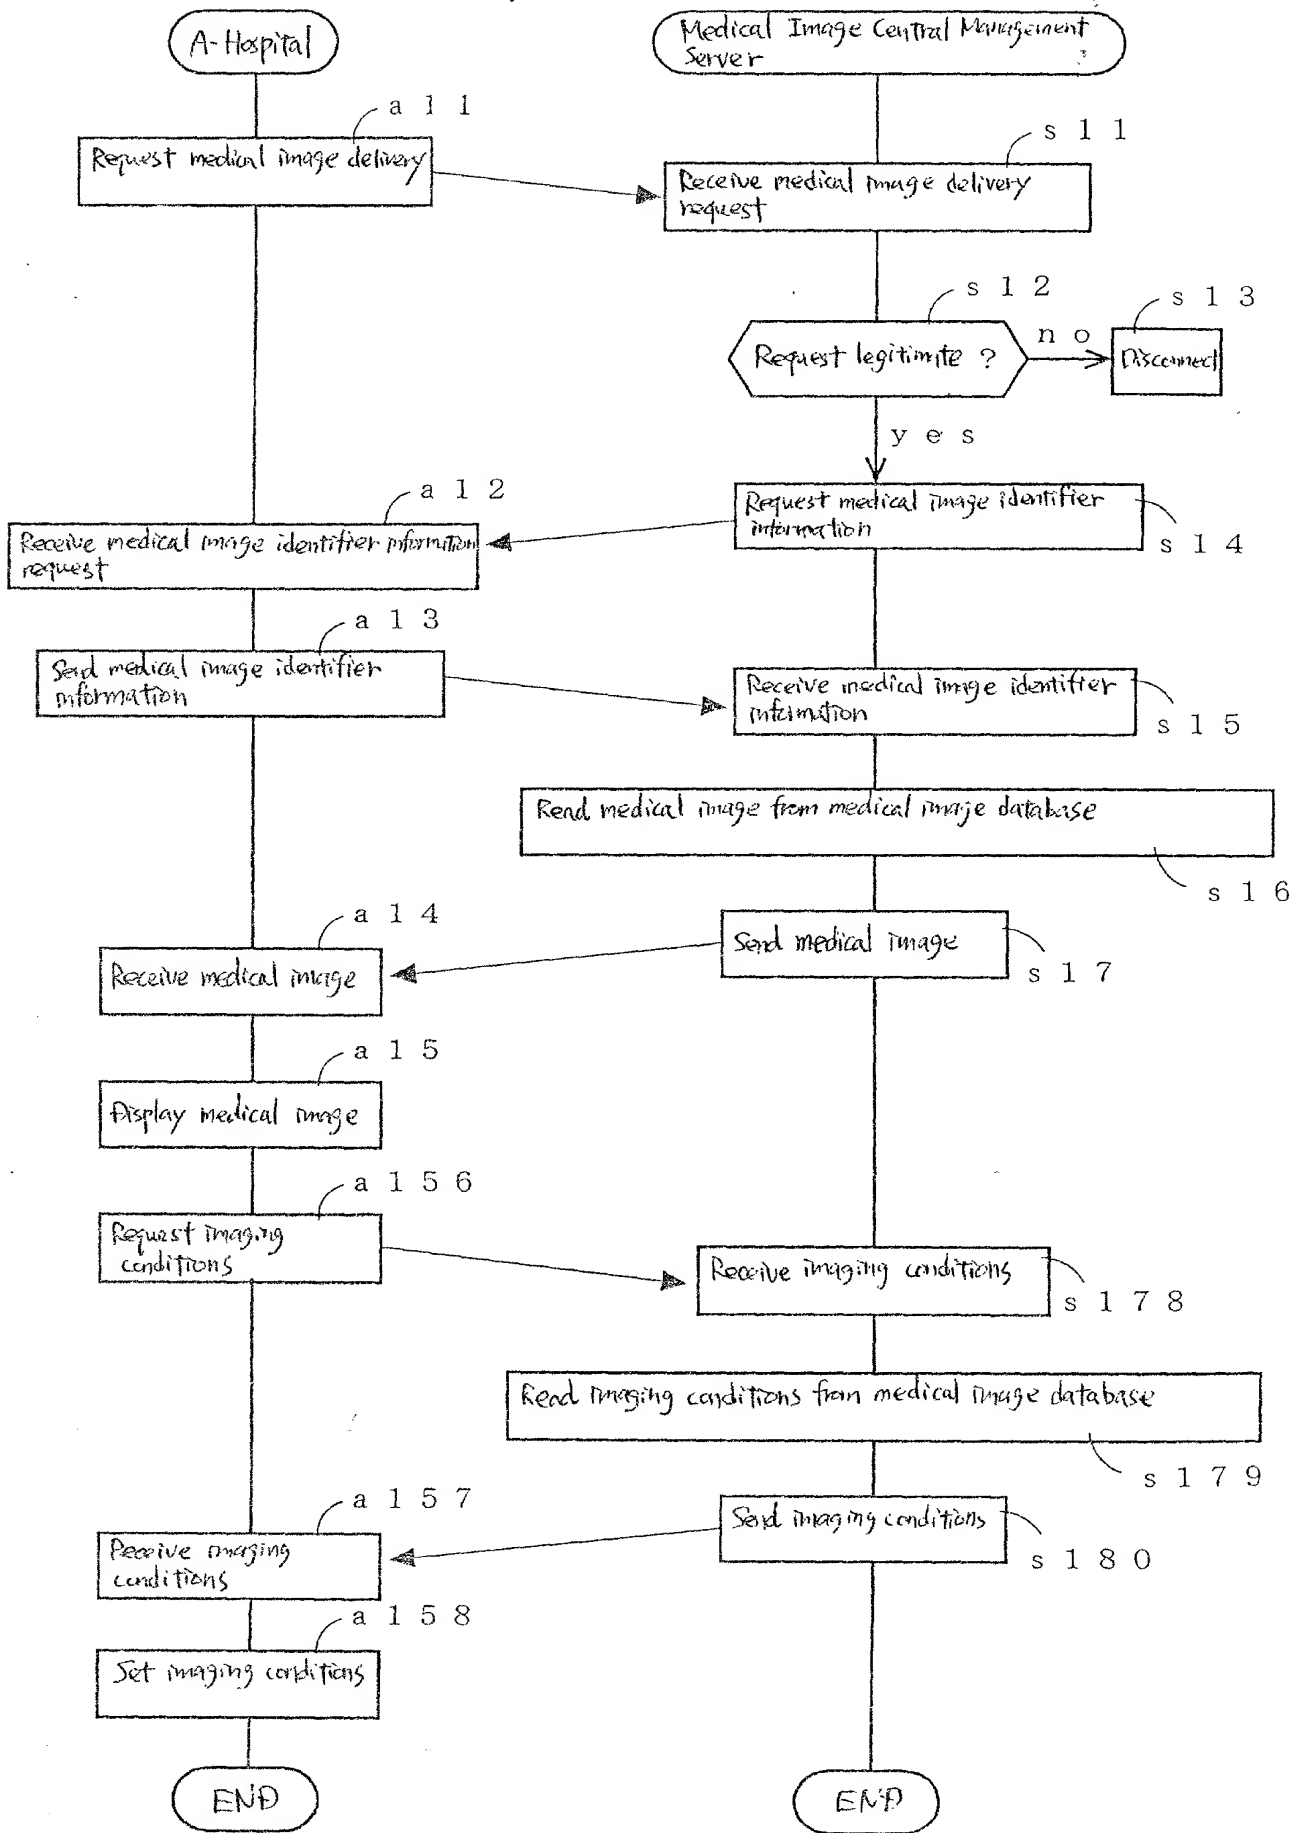 A-Hospital
Medical Image Central Management
Server
a 1 1
Request medical image delivery
s 1 1
Receive medical image delivery
request
s 1 2
Request legitimite ?
n o
s 1 3
Disconnect
y e s
a 1 2
Receive medical image identifier information
request
Request medical image identifier
information
s 1 4
a 1 3
Send medical image identifier
information
Receive medical image identifier
information
s 1 5
Read medical image from medical image database
s 1 6
a 1 4
Receive medical image
Send medical image
s 1 7
a 1 5
Display medical image
a 1 5 6
Request imaging
conditions
Receive imaging conditions
s 1 7 8
Read imaging conditions from medical image database
s 1 7 9
a 1 5 7
Receive imaging
conditions
Send imaging conditions
s 1 8 0
a 1 5 8
Set imaging conditions
END
END